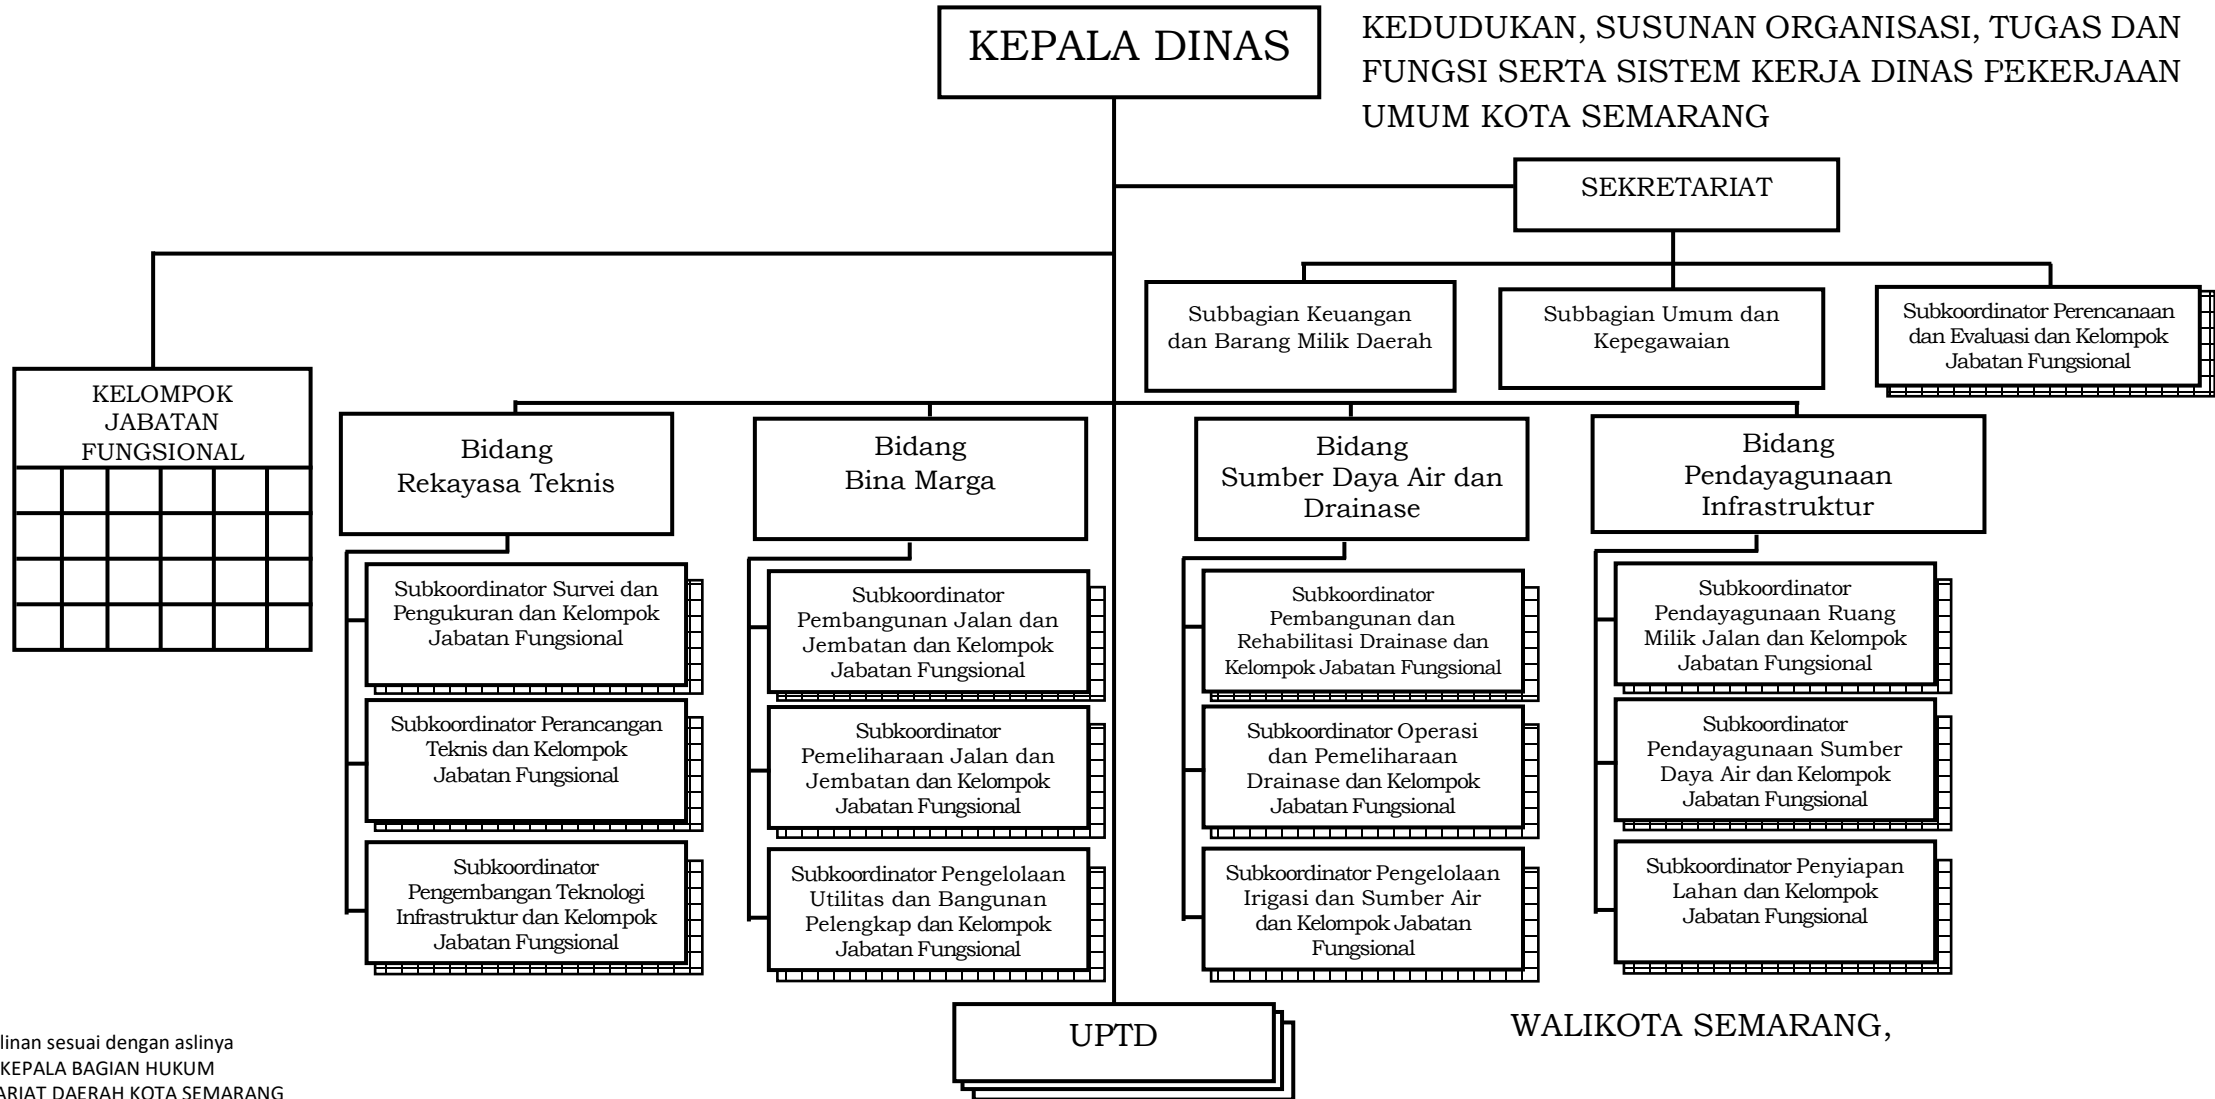 KEPALA DINAS
KEDUDUKAN, SUSUNAN ORGANISASI, TUGAS DAN
FUNGSI SERTA SISTEM KERJA DINAS PEKERJAAN
UMUM KOTA SEMARANG
SEKRETARIAT
Subbagian Keuangan
dan Barang Milik Daerah
Subbagian Umum dan
Kepegawaian
Subkoordinator Perencanaan
dan Evaluasi dan Kelompok
Jabatan Fungsional
KELOMPOK
JABATAN
FUNGSIONAL
Bidang
Rekayasa Teknis
Bidang
Bina Marga
Bidang
Sumber Daya Air dan
Drainase
Bidang
Pendayagunaan
Infrastruktur
Subkoordinator Survei dan
Pengukuran dan Kelompok
Jabatan Fungsional
Subkoordinator
Pembangunan Jalan dan
Jembatan dan Kelompok
Jabatan Fungsional
Subkoordinator
Pembangunan dan
Rehabilitasi Drainase dan
Kelompok Jabatan Fungsional
Subkoordinator
Pendayagunaan Ruang
Milik Jalan dan Kelompok
Jabatan Fungsional
Subkoordinator Perancangan
Teknis dan Kelompok
Jabatan Fungsional
Subkoordinator
Pemeliharaan Jalan dan
Jembatan dan Kelompok
Jabatan Fungsional
Subkoordinator Operasi
dan Pemeliharaan
Drainase dan Kelompok
Jabatan Fungsional
Subkoordinator
Pendayagunaan Sumber
Daya Air dan Kelompok
Jabatan Fungsional
Subkoordinator
Pengembangan Teknologi
Infrastruktur dan Kelompok
Jabatan Fungsional
Subkoordinator Pengelolaan
Utilitas dan Bangunan
Pelengkap dan Kelompok
Jabatan Fungsional
Subkoordinator Pengelolaan
Irigasi dan Sumber Air
dan Kelompok Jabatan
Fungsional
Subkoordinator Penyiapan
Lahan dan Kelompok
Jabatan Fungsional
UPTD
WALIKOTA SEMARANG,
linan sesuai dengan aslinya
KEPALA BAGIAN HUKUM
ARIAT DAERAH KOTA SEMARANG